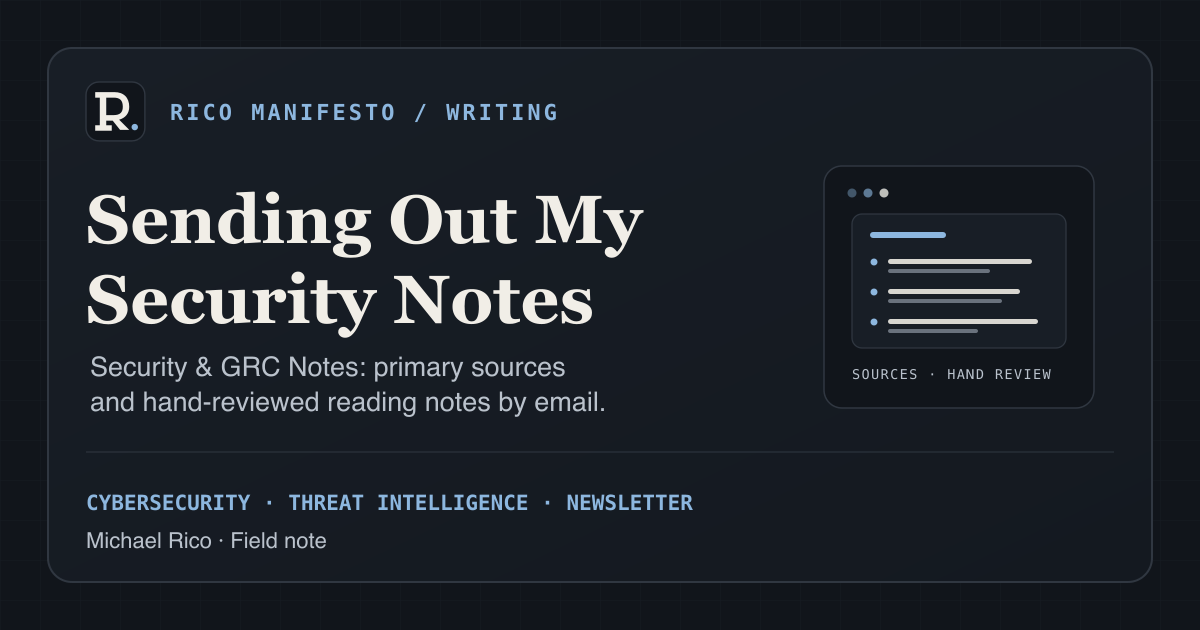 R.
RICO MANIFESTO / WRITING
Sending Out My
Security Notes
Security & GRC Notes: primary sources
and hand-reviewed reading notes by email.
SOURCES · HAND REVIEW
CYBERSECURITY · THREAT INTELLIGENCE · NEWSLETTER
Michael Rico · Field note